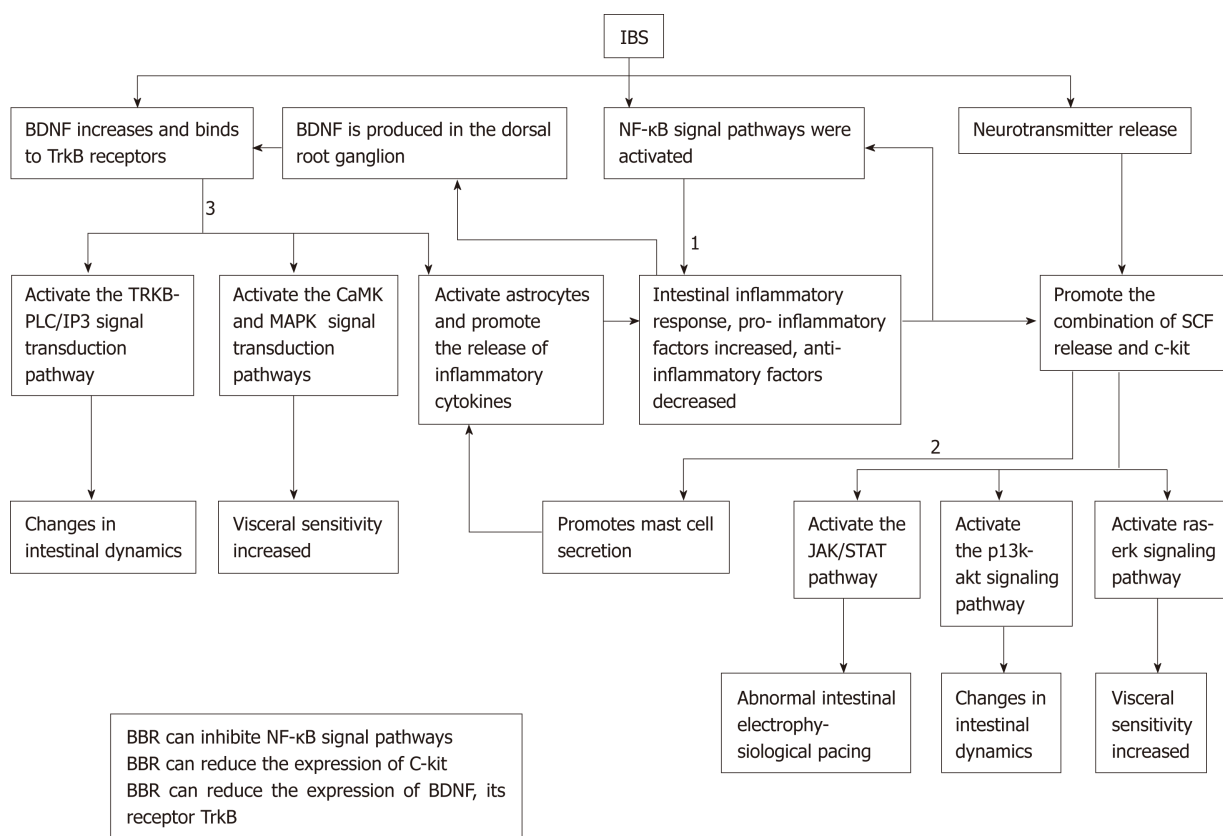 IBS
BDNF increases and binds
to TrkB receptors
BDNF is produced in the dorsal
root ganglion
NF-κB signal pathways were
activated
Neurotransmitter release
3
1
Activate the TRKB-
PLC/IP3 signal
transduction
pathway
Activate the CaMK
and MAPK signal
transduction
pathways
Activate astrocytes
and promote
the release of
inflammatory
cytokines
Intestinal inflammatory
response, pro- inflammatory
factors increased, anti-
inflammatory factors
decreased
Promote the
combination of SCF
release and c-kit
2
Changes in
intestinal dynamics
Visceral sensitivity
increased
Promotes mast cell
secretion
Activate the
JAK/STAT
pathway
Activate
the p13k-
akt signaling
pathway
Activate ras-
erk signaling
pathway
Abnormal intestinal
electrophy-
siological pacing
Changes in
intestinal
dynamics
Visceral
sensitivity
increased
BBR can inhibite NF-κB signal pathways
BBR can reduce the expression of C-kit
BBR can reduce the expression of BDNF, its
receptor TrkB